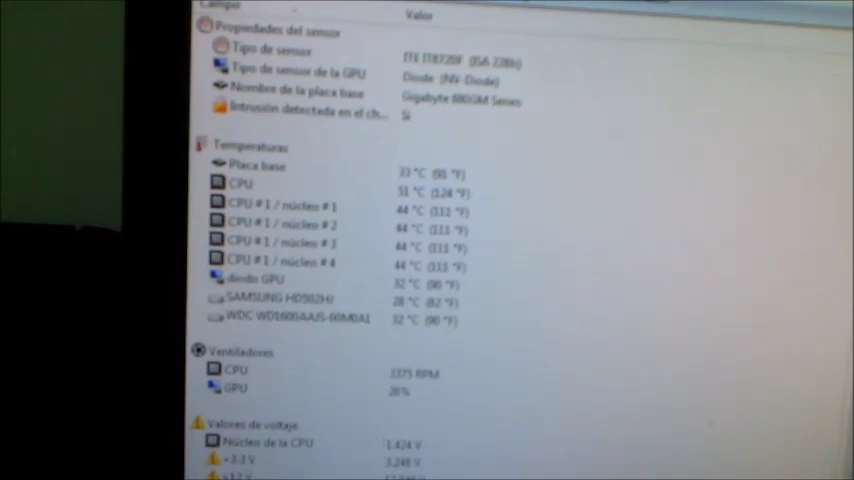 Campo Valor
Propiedades del sensor
Tipo de sensor ITE IT8720F (ISA 228h)
Tipo de sensor de la GPU Diode (NV-Diode)
Nombre de la placa base Gigabyte 880GM Series
Intrusión detectada en el ch... Sí
Temperaturas
Placa base 33 °C (91 °F)
CPU 51 °C (124 °F)
CPU #1 / núcleo #1 44 °C (111 °F)
CPU #1 / núcleo #2 44 °C (111 °F)
CPU #1 / núcleo #3 44 °C (111 °F)
CPU #1 / núcleo #4 44 °C (111 °F)
diodo GPU 32 °C (90 °F)
SAMSUNG HD502HJ 28 °C (82 °F)
WDC WD1600AAJS-60M0A1 32 °C (90 °F)
Ventiladores
CPU 3375 RPM
GPU 26%
Valores de voltaje
Núcleo de la CPU 1.424 V
+3.3 V 3.248 V
+12 V